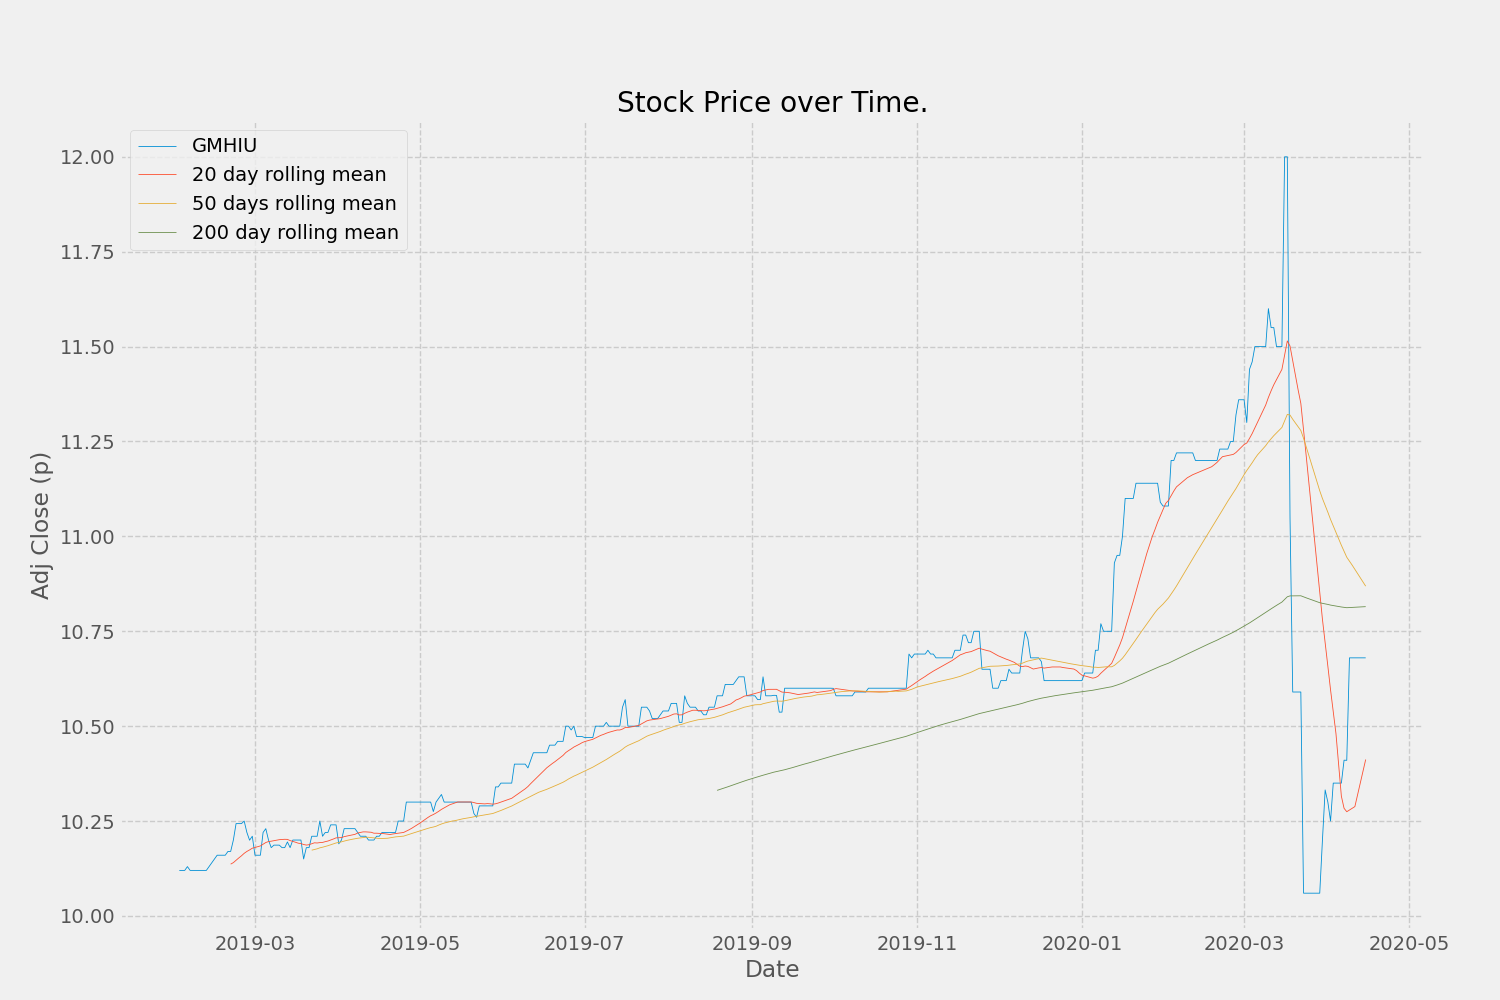 Stock Price over Time.
GMHIU
20 day rolling mean
50 days rolling mean
200 day rolling mean
12.00
11.75
11.50
11.25
11.00
10.75
10.50
10.25
10.00
Adj Close (p)
2019-03 2019-05 2019-07 2019-09 2019-11 2020-01 2020-03 2020-05
Date